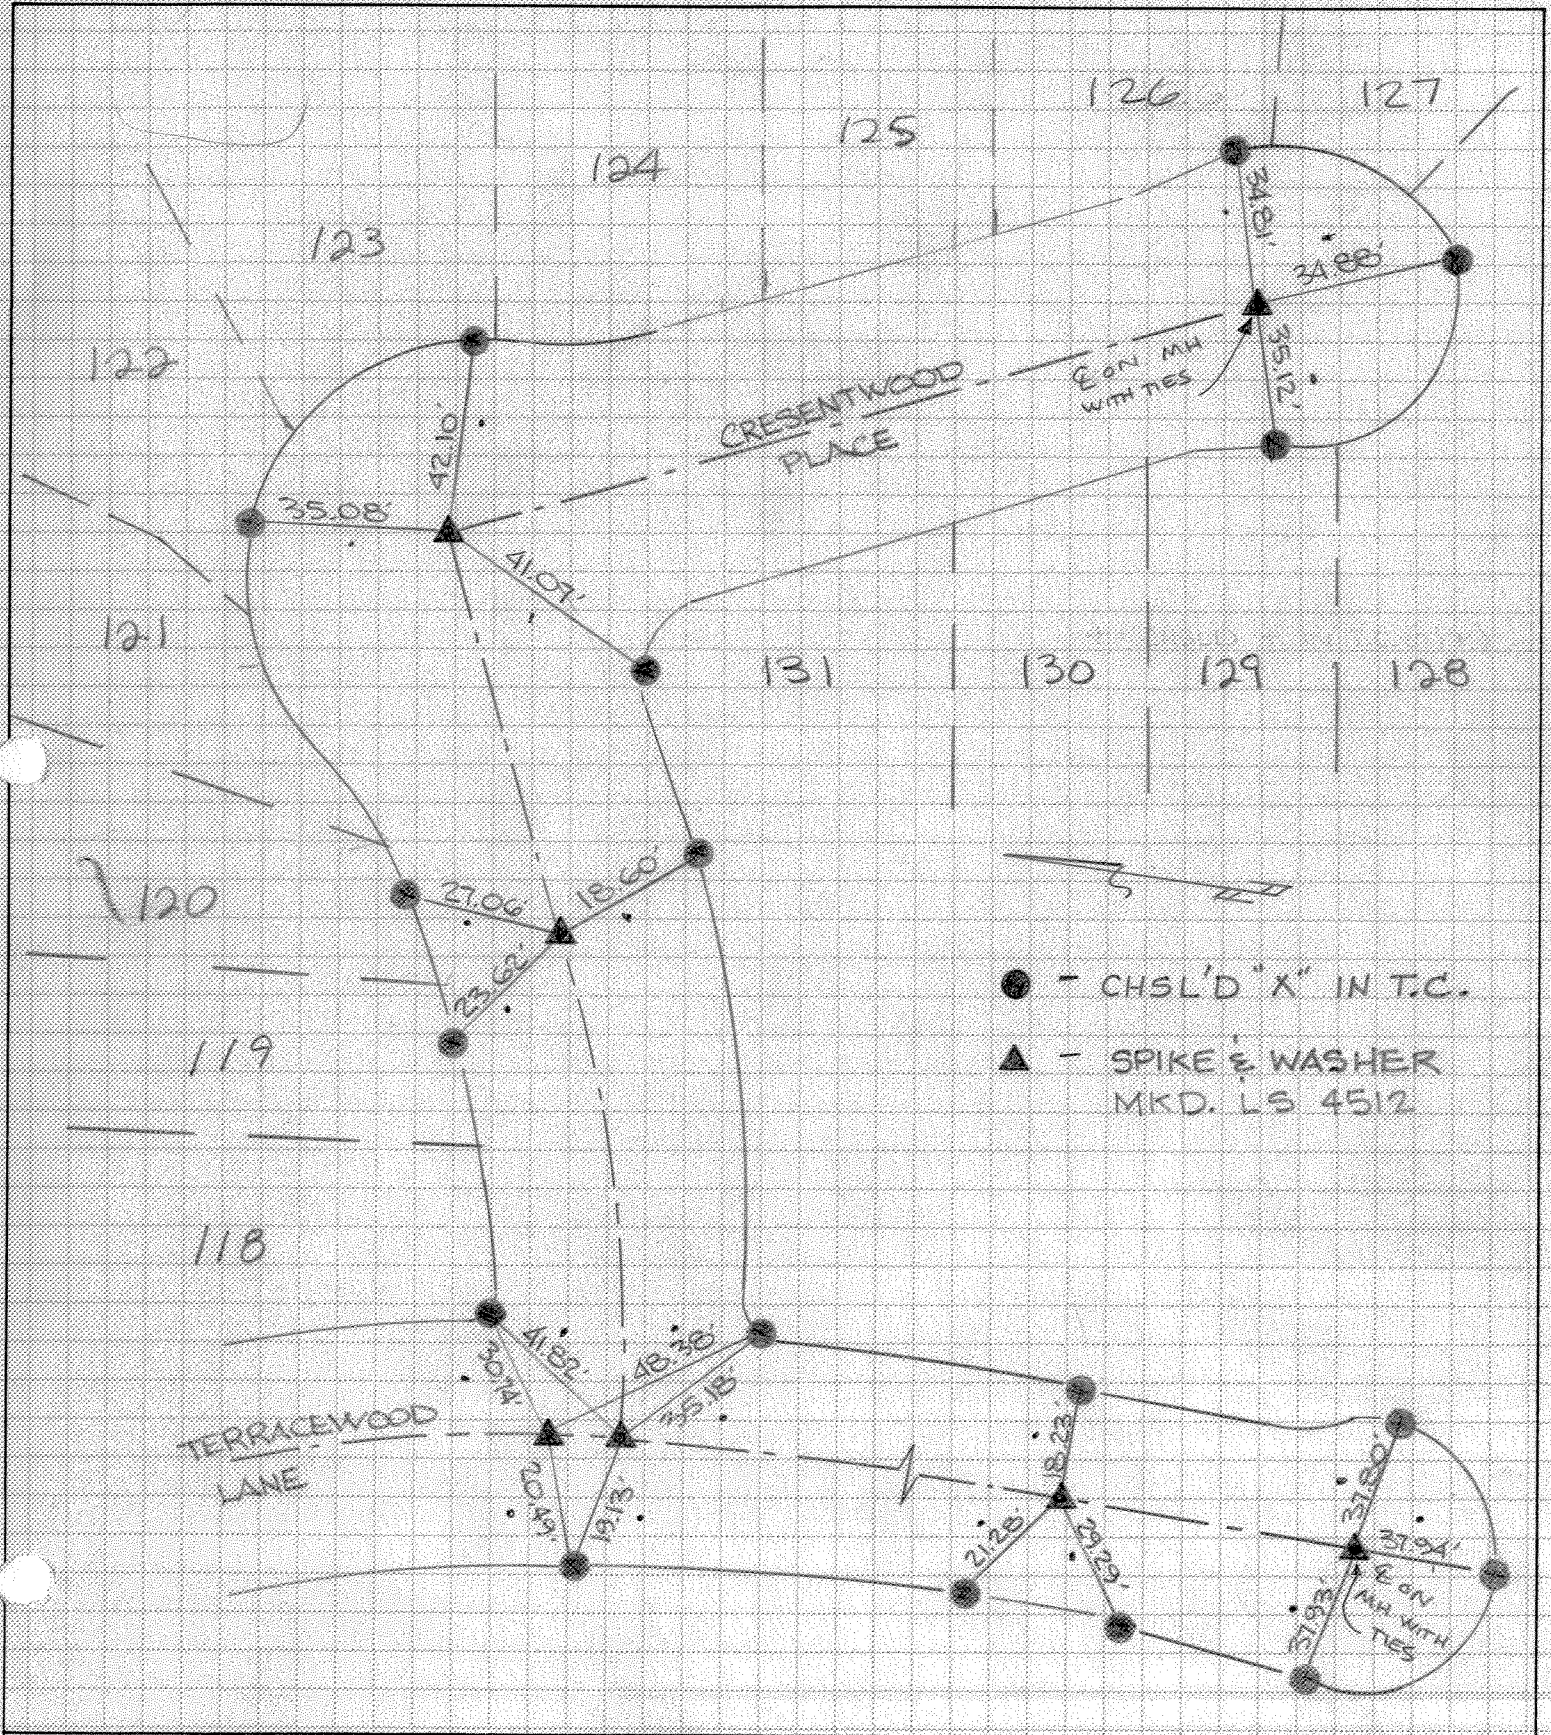 126
127
125
124
123
122
34.81'
34.88'
35.12'
℄ ON MH
WITH TIES
CRESENTWOOD
PLACE
42.10'
35.08'
41.07'
121
131
130
129
128
120
27.06'
18.60'
23.62'
● - CHSL'D "X" IN T.C.
119
▲ - SPIKE & WASHER
MKD. LS 4512
118
41.82'
30.74'
48.38'
35.18'
TERRACEWOOD
LANE
20.49'
19.13'
18.23'
21.28'
29.29'
37.80'
37.94'
37.93'
℄ ON
MH WITH
TIES